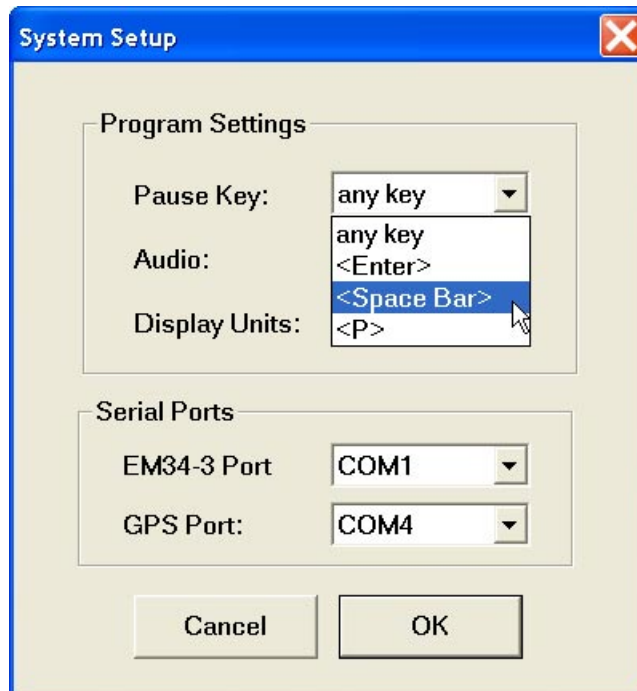 System Setup
Program Settings
Pause Key: any key
any key
Audio: <Enter>
<Space Bar>
Display Units: <P>
Serial Ports
EM34-3 Port COM1
GPS Port: COM4
Cancel OK